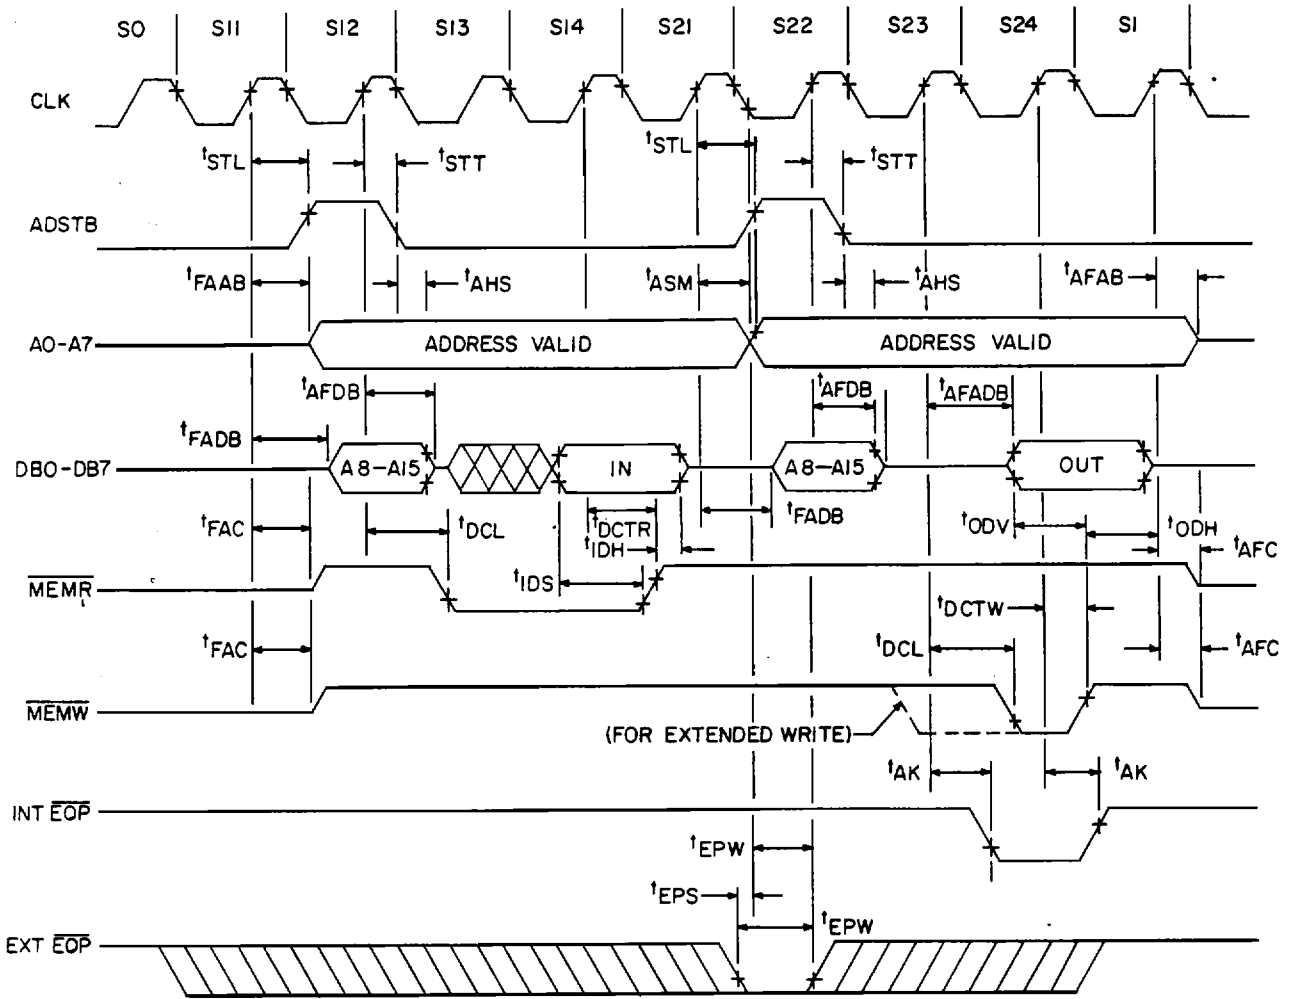 S0 S11 S12 S13 S14 S21 S22 S23 S24 S1
CLK
tSTL tSTT tSTL tSTT
ADSTB
tFAAB tAHS tASM tAHS tAFAB
A0-A7 ADDRESS VALID ADDRESS VALID
tAFDB tAFDB tAFADB
tFADB
DB0-DB7 A8-A15 IN A8-A15 OUT
tFAC tDCL tDCTR tFADB tODV tODH
tIDH tAFC
MEMR tIDS
tDCTW
tFAC tDCL tAFC
MEMW
(FOR EXTENDED WRITE)
tAK tAK
INT EOP
tEPW
tEPS
tEPW
EXT EOP